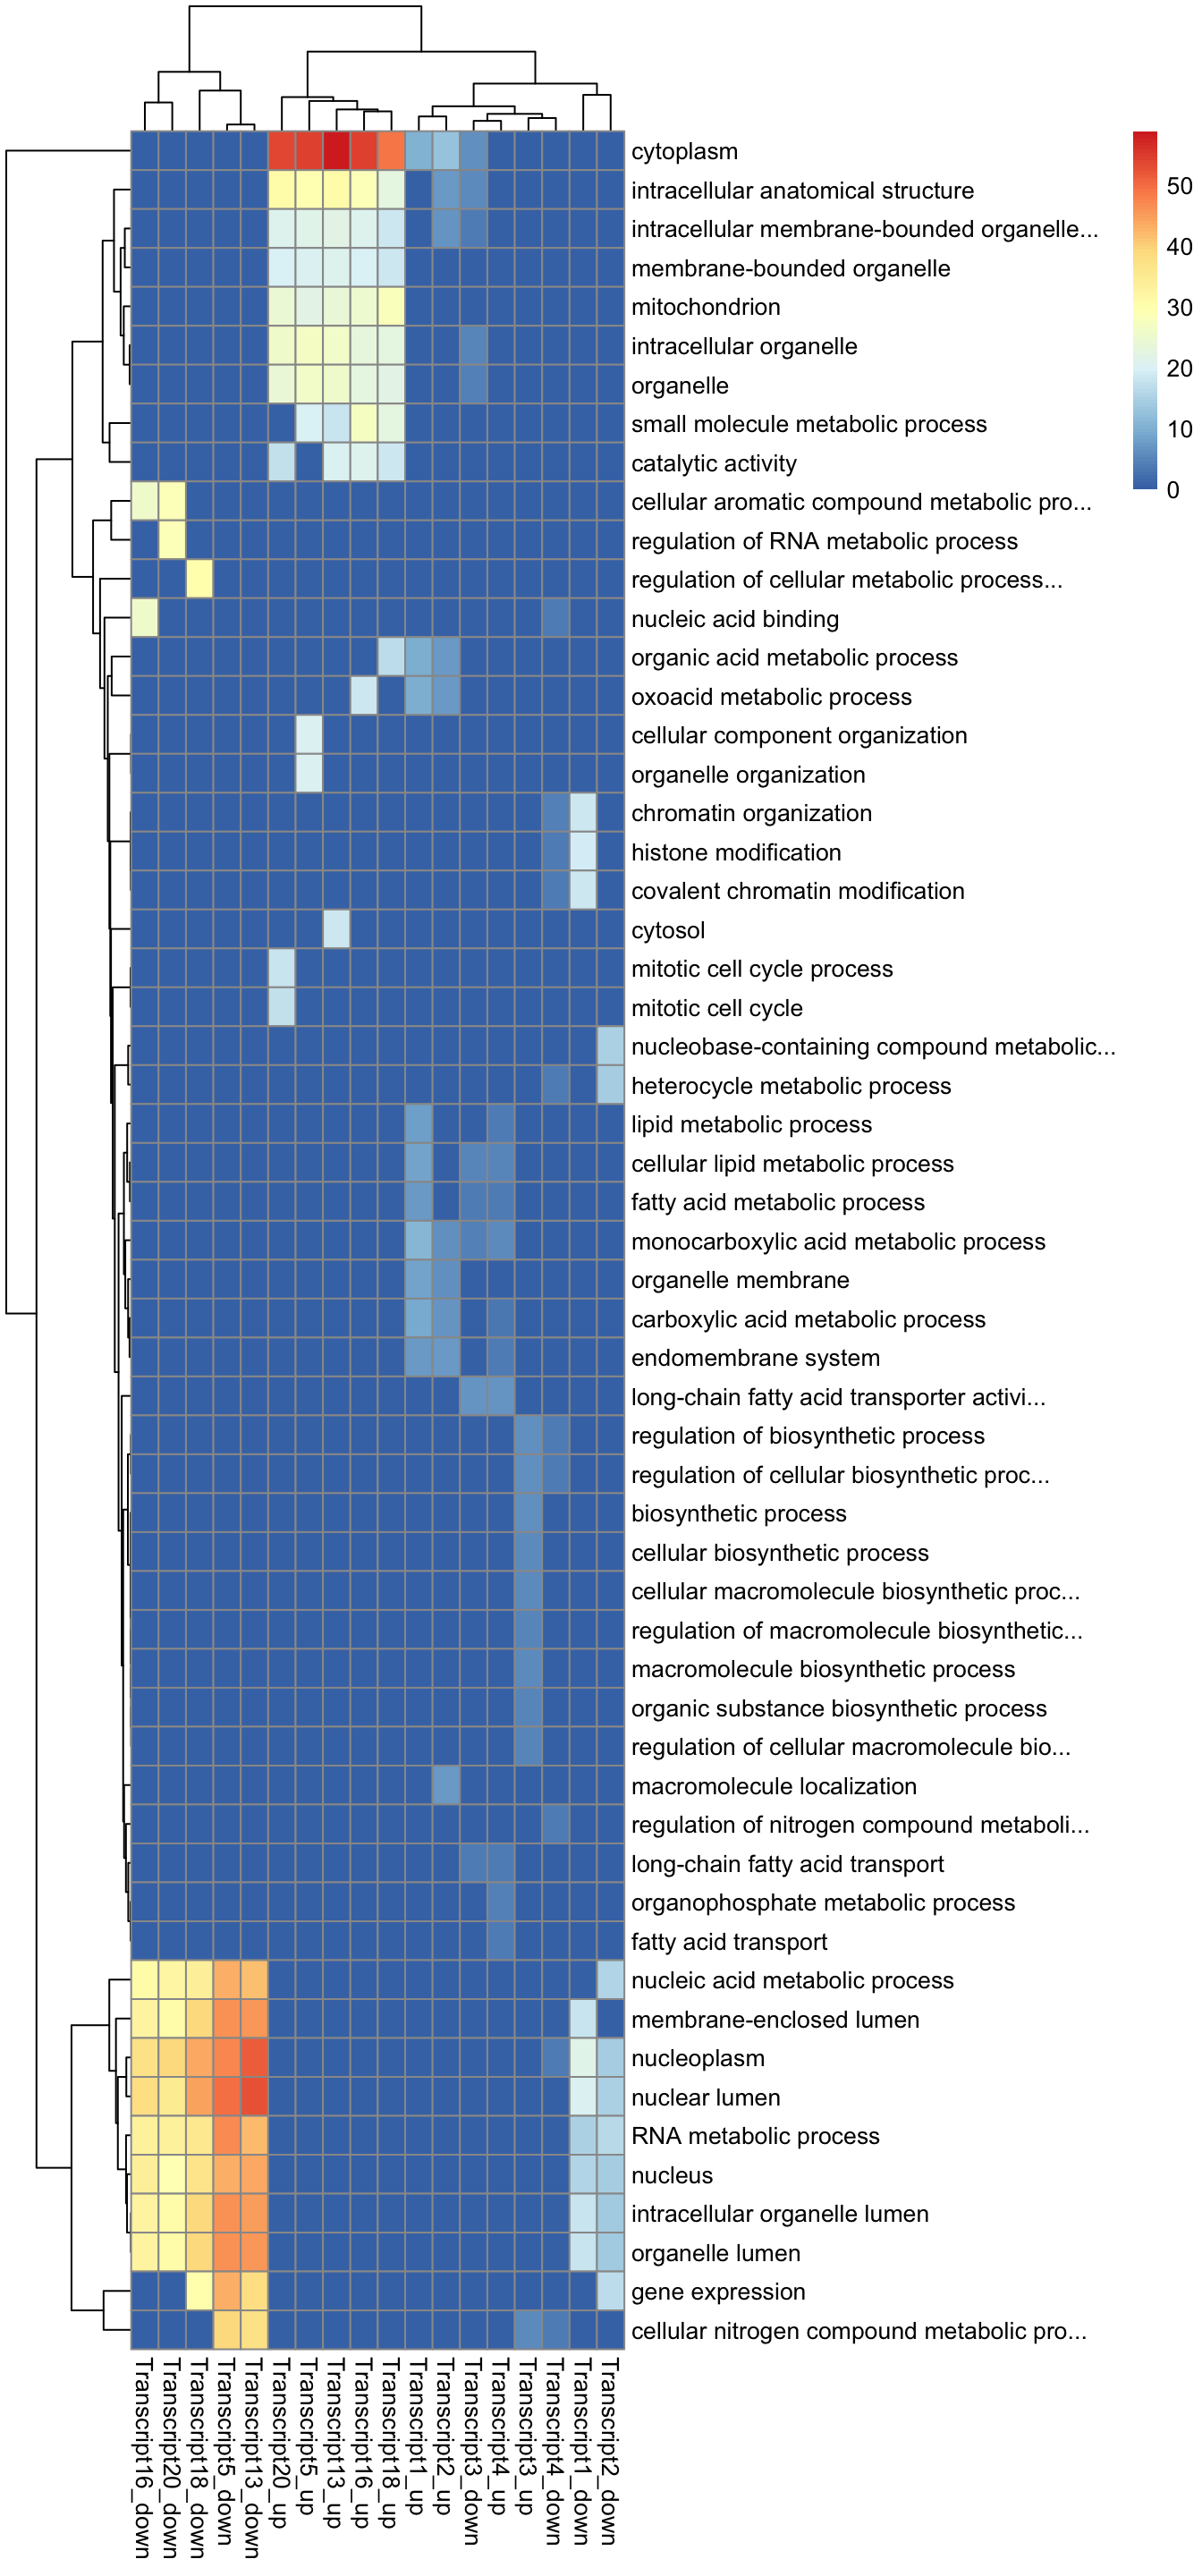 cytoplasm
intracellular anatomical structure
intracellular membrane-bounded organelle...
membrane-bounded organelle
mitochondrion
intracellular organelle
organelle
small molecule metabolic process
catalytic activity
cellular aromatic compound metabolic pro...
regulation of RNA metabolic process
regulation of cellular metabolic process...
nucleic acid binding
organic acid metabolic process
oxoacid metabolic process
cellular component organization
organelle organization
chromatin organization
histone modification
covalent chromatin modification
cytosol
mitotic cell cycle process
mitotic cell cycle
nucleobase-containing compound metabolic...
heterocycle metabolic process
lipid metabolic process
cellular lipid metabolic process
fatty acid metabolic process
monocarboxylic acid metabolic process
organelle membrane
carboxylic acid metabolic process
endomembrane system
long-chain fatty acid transporter activi...
regulation of biosynthetic process
regulation of cellular biosynthetic proc...
biosynthetic process
cellular biosynthetic process
cellular macromolecule biosynthetic proc...
regulation of macromolecule biosynthetic...
macromolecule biosynthetic process
organic substance biosynthetic process
regulation of cellular macromolecule bio...
macromolecule localization
regulation of nitrogen compound metaboli...
long-chain fatty acid transport
organophosphate metabolic process
fatty acid transport
nucleic acid metabolic process
membrane-enclosed lumen
nucleoplasm
nuclear lumen
RNA metabolic process
nucleus
intracellular organelle lumen
organelle lumen
gene expression
cellular nitrogen compound metabolic pro...
50
40
30
20
10
0
Transcript16_down
Transcript20_down
Transcript18_down
Transcript5_down
Transcript13_down
Transcript20_up
Transcript5_up
Transcript13_up
Transcript16_up
Transcript18_up
Transcript1_up
Transcript2_up
Transcript3_down
Transcript4_up
Transcript3_up
Transcript4_down
Transcript1_down
Transcript2_down